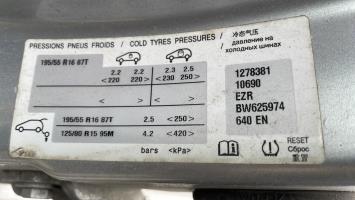 PRESSIONS PNEUS FROIDS / COLD TYRES PRESSURES / 冷态气压
давление на
холодных шинах
195/55 R16 87T
2.2 2.2 2.3 2.5
<220 220> <230 250>
195/55 R16 87T 2.5 <250>
125/80 R15 95M 4.2 <420>
bars <kPa>
1278381
10690
EZR
BW625974
640 EN
RESET
Сброс
重置